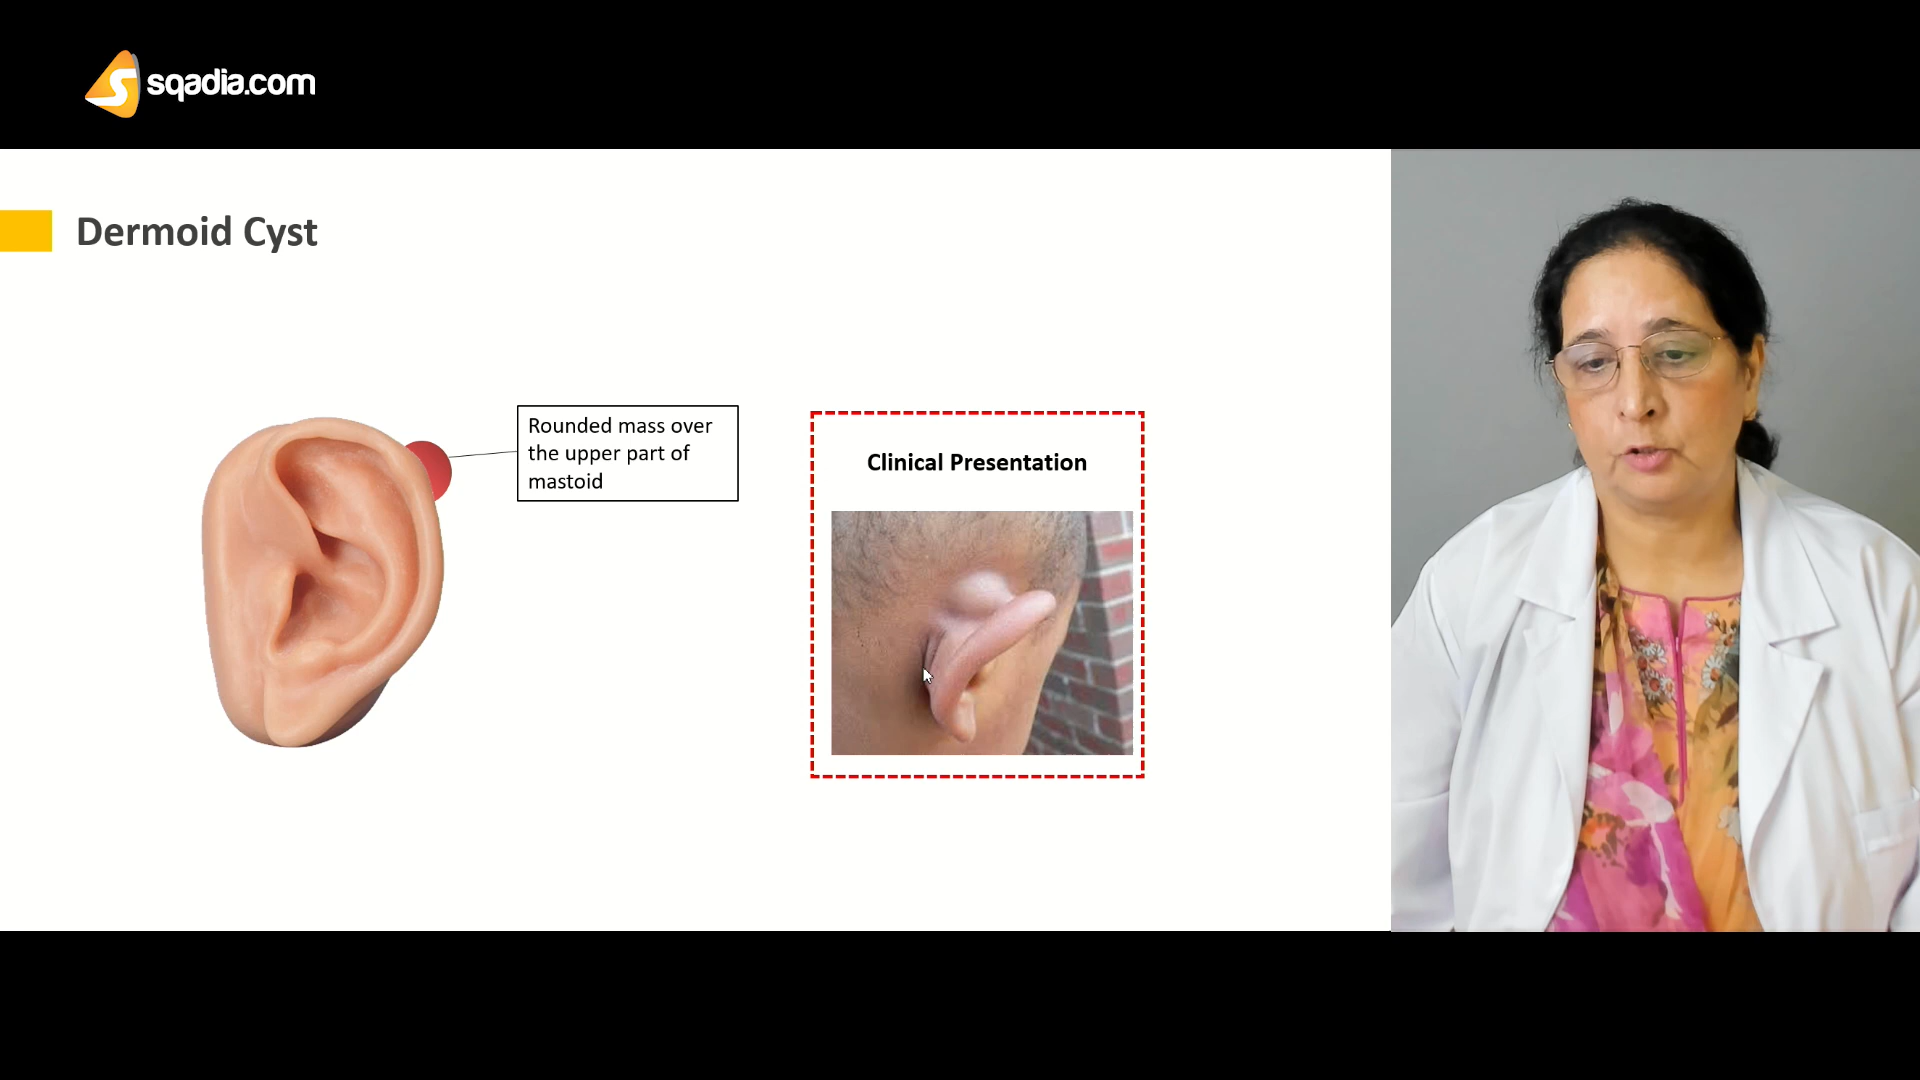 sqadia.com
Dermoid Cyst
Rounded mass over
the upper part of
mastoid
Clinical Presentation